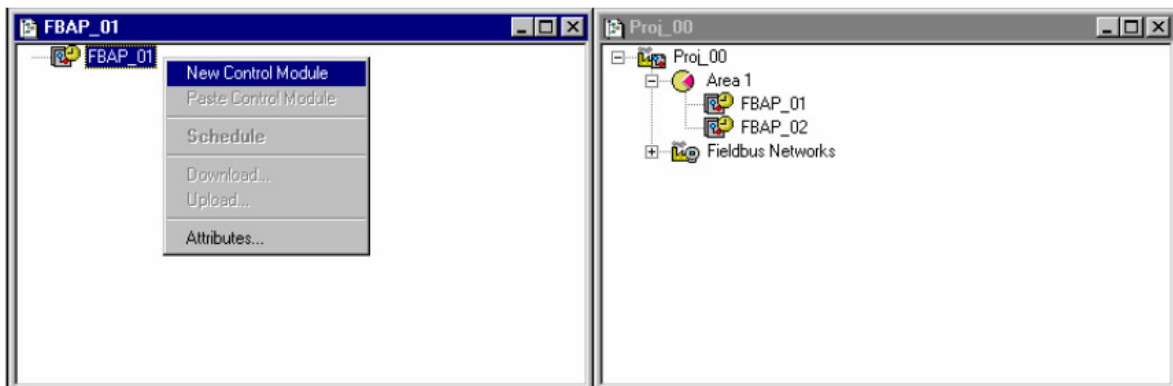 FBAP_01
FBAP_01
New Control Module
Paste Control Module
Schedule
Download...
Upload...
Attributes...
Proj_00
Proj_00
Area 1
FBAP_01
FBAP_02
Fieldbus Networks